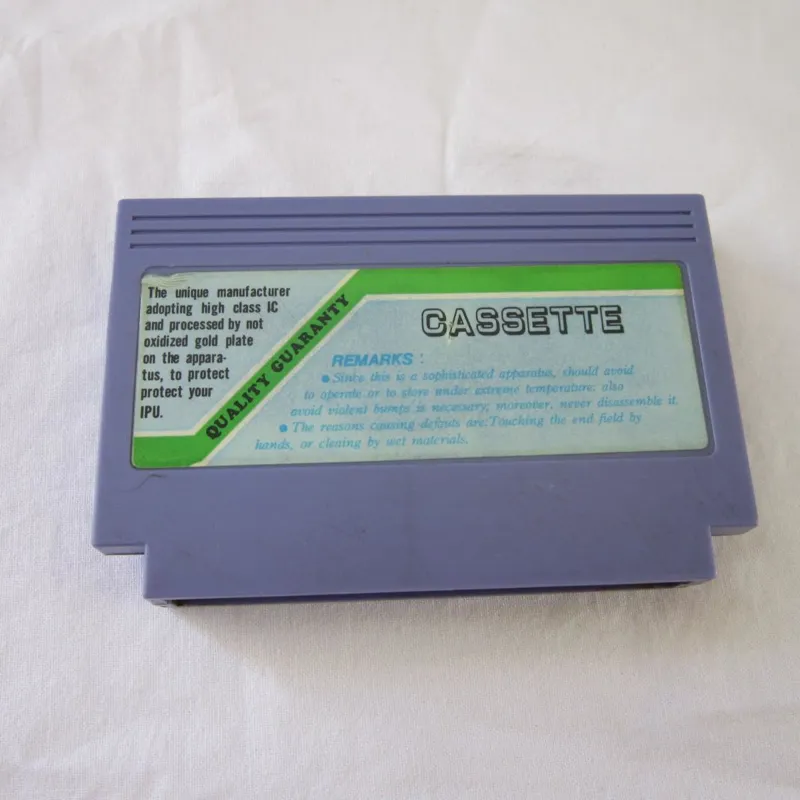 The unique manufacturer
adopting high class IC
and processed by not
oxidized gold plate
on the appara-
tus, to protect
protect your
IPU.
QUALITY GUARANTY
CASSETTE
REMARKS :
• Since this is a sophisticated apparatus, should avoid
to operate or to store under extreme temperature; also
avoid violent bumps is necessary; moreover, never disassemble it.
• The reasons causing defauts are: Touching the end field by
hands, or clening by wet materials.